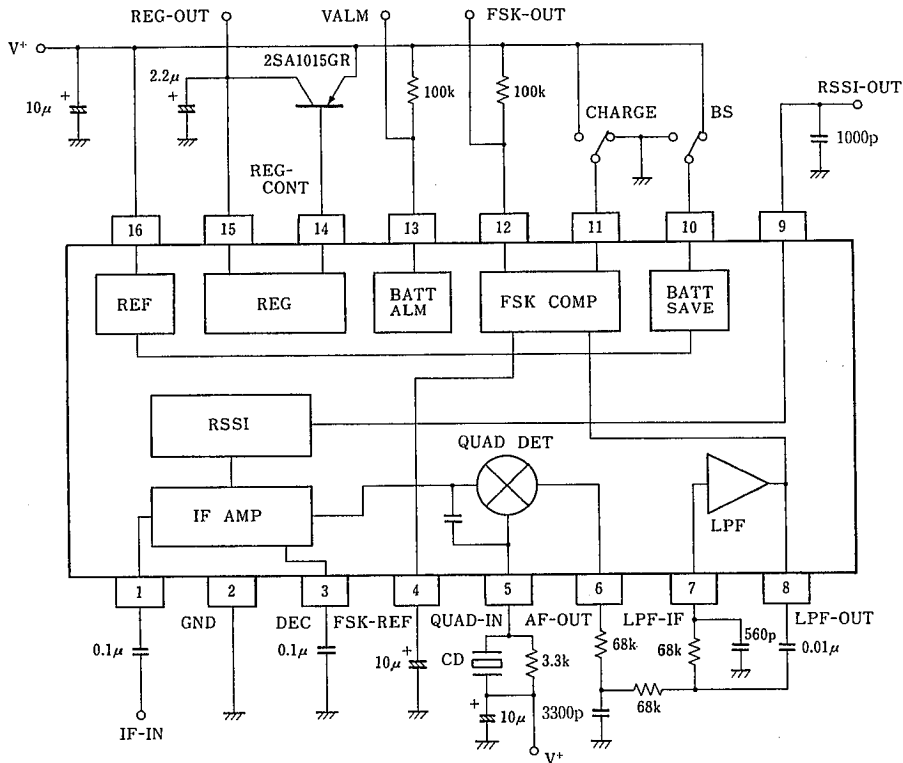 REG-OUT
VALM
FSK-OUT
V⁺
2SA1015GR
2.2μ
+
10μ
+
100k
100k
CHARGE
BS
RSSI-OUT
1000p
REG-
CONT
16
15
14
13
12
11
10
9
REF
REG
BATT
ALM
FSK COMP
BATT
SAVE
RSSI
QUAD DET
IF AMP
LPF
1
2
3
4
5
6
7
8
GND
DEC
FSK-REF
QUAD-IN
AF-OUT
LPF-IF
LPF-OUT
0.1μ
0.1μ
10μ
+
CD
3.3k
68k
68k
560p
0.01μ
68k
+
10μ
3300p
IF-IN
V⁺